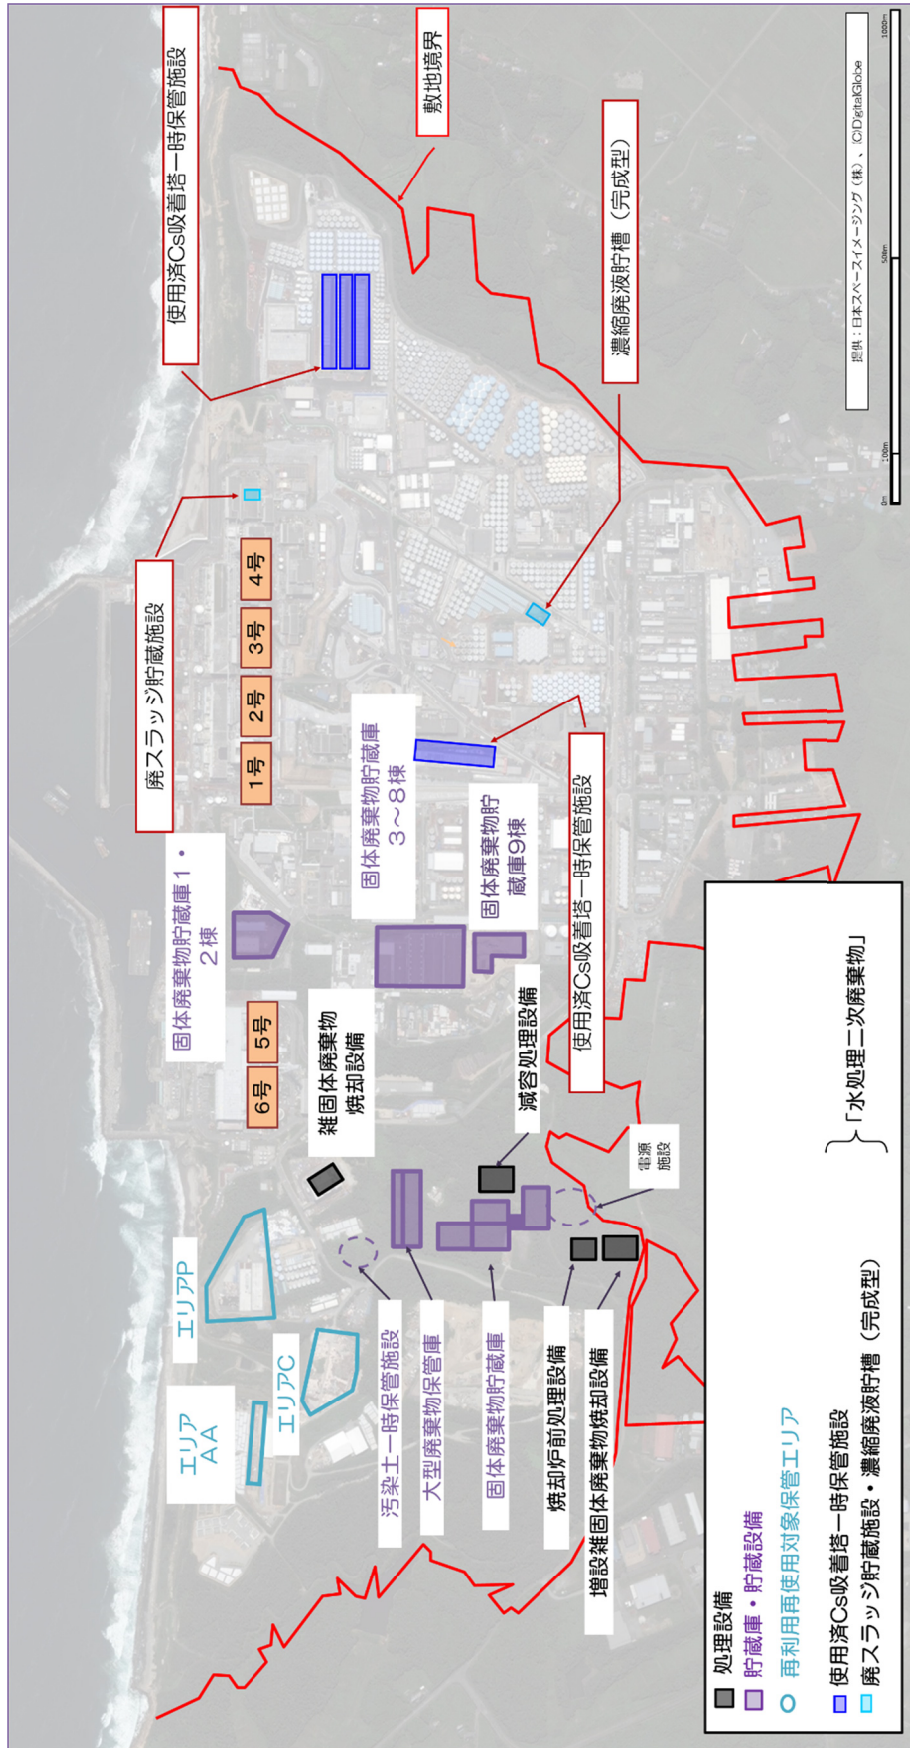 エリア
AA
エリアP
エリアC
汚染土一時保管施設
大型廃棄物保管庫
固体廃棄物貯蔵庫
焼却炉前処理設備
増設雑固体廃棄物焼却設備
雑固体廃棄物
焼却設備
減容処理設備
電源
施設
6号
5号
固体廃棄物貯蔵庫1・
2棟
固体廃棄物貯蔵庫
3～8棟
固体廃棄物貯
蔵庫9棟
使用済Cs吸着塔一時保管施設
1号
2号
3号
4号
廃スラッジ貯蔵施設
使用済Cs吸着塔一時保管施設
敷地境界
濃縮廃液貯槽（完成型）
処理設備
貯蔵庫・貯蔵設備
再利用再使用対象保管エリア
使用済Cs吸着塔一時保管施設
廃スラッジ貯蔵施設・濃縮廃液貯槽（完成型）
「水処理二次廃棄物」
提供：日本スペースイメージング（株）、(C)DigitalGlobe
0m
100m
500m
1000m